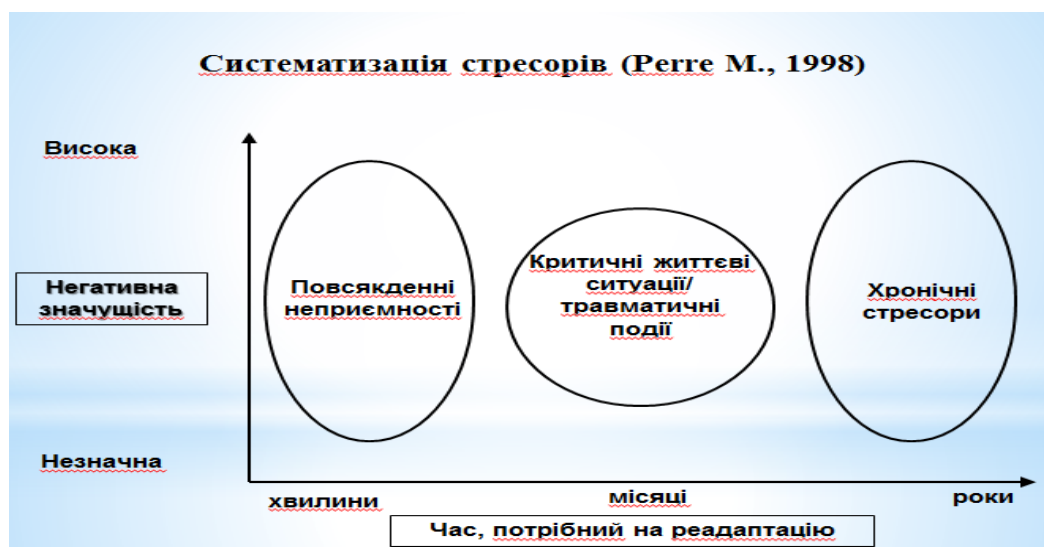 Систематизація стресорів (Perre M., 1998)
Висока
Негативна
значущість
Незначна
Повсякденні
неприємності
Критичні життєві
ситуації/
травматичні
події
Хронічні
стресори
хвилини
місяці
роки
Час, потрібний на реадаптацію